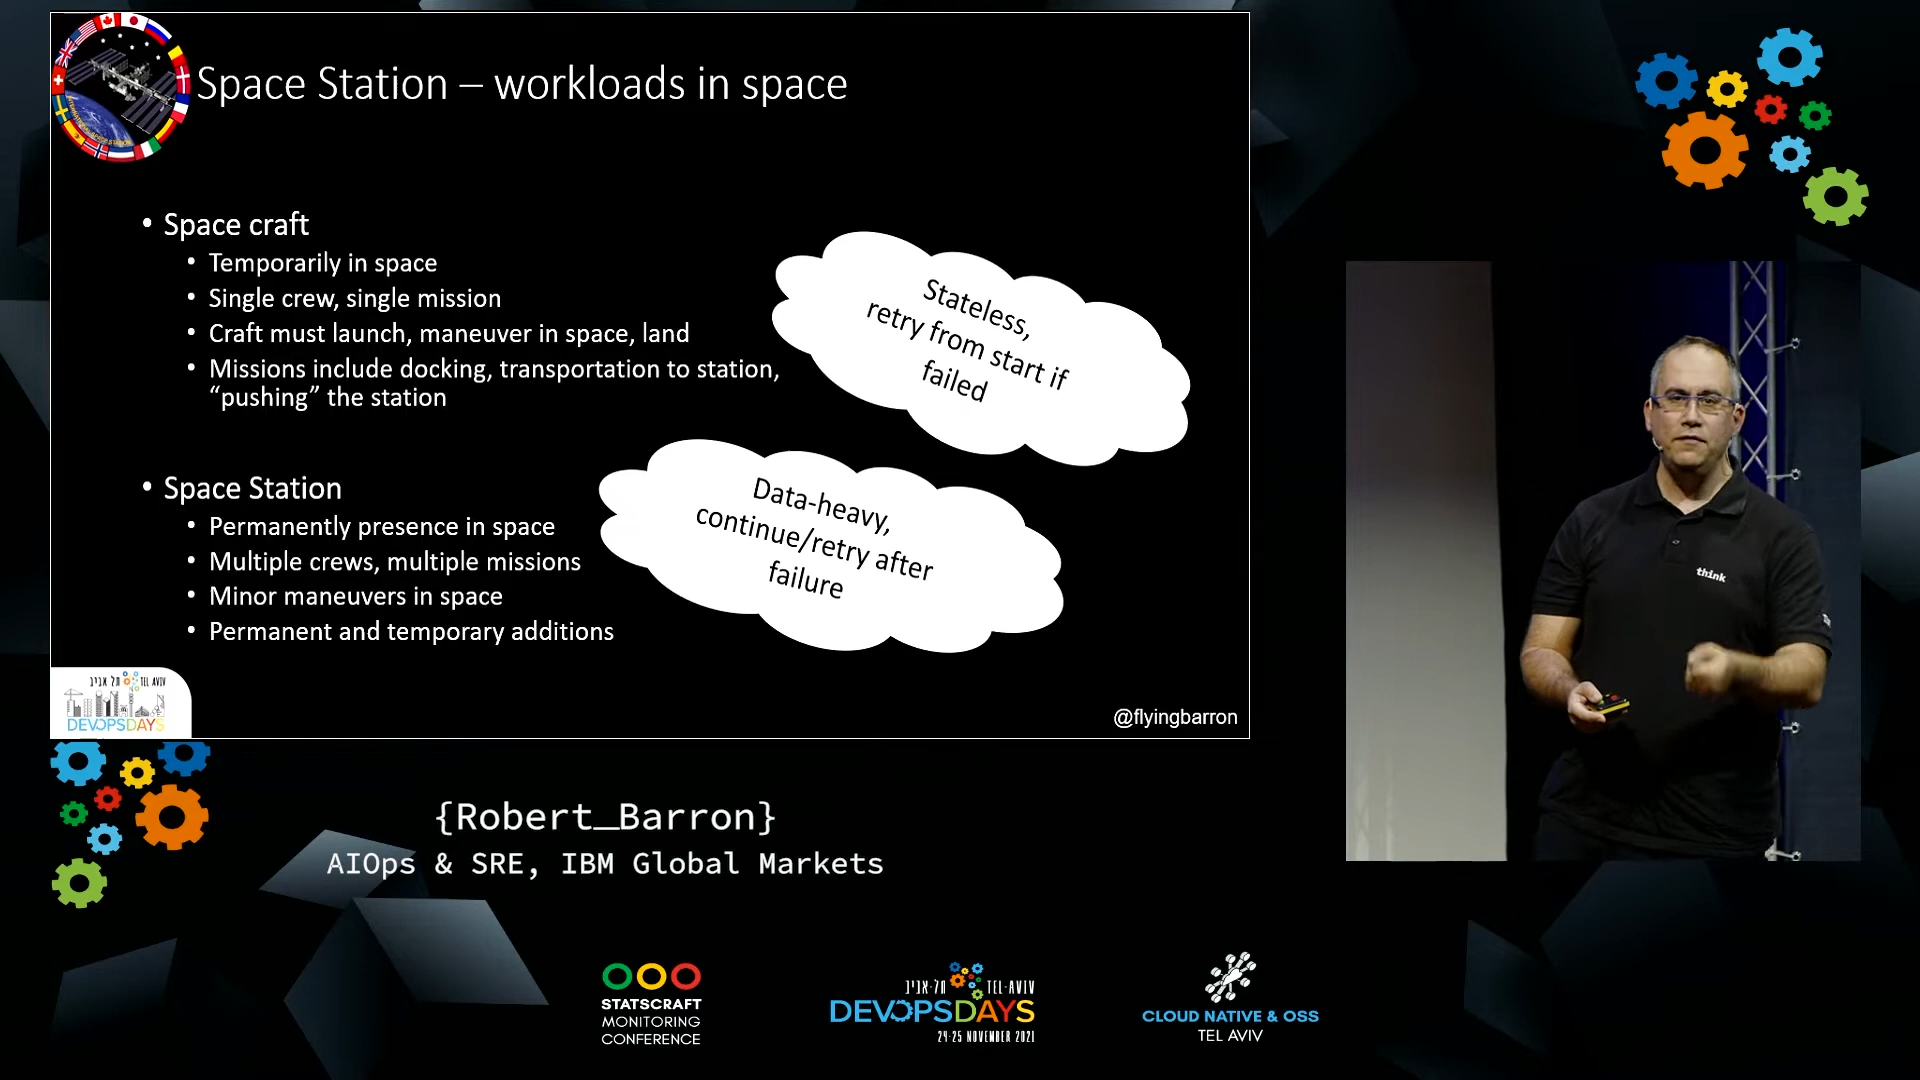 Space Station – workloads in space
• Space craft
• Temporarily in space
• Single crew, single mission
• Craft must launch, maneuver in space, land
• Missions include docking, transportation to station,
“pushing” the station
Stateless,
retry from start if
failed
• Space Station
• Permanently presence in space
• Multiple crews, multiple missions
• Minor maneuvers in space
• Permanent and temporary additions
Data-heavy,
continue/retry after
failure
תל אביב TEL AVIV
DEVOPSDAYS
@flyingbarron
think
{Robert_Barron}
AIOps & SRE, IBM Global Markets
STATSCRAFT
MONITORING
CONFERENCE
תל-אביב TEL-AVIV
DEVOPSDAYS
24-25 NOVEMBER 2021
CLOUD NATIVE & OSS
TEL AVIV